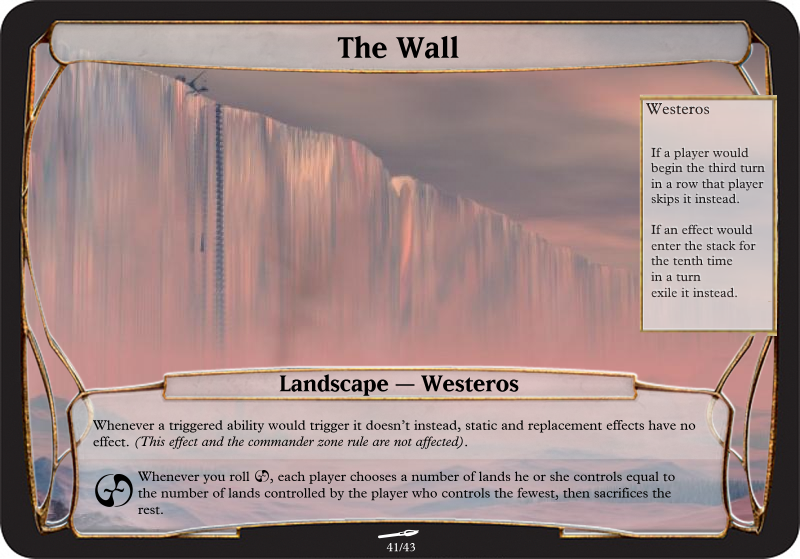 The Wall
Westeros
If a player would
begin the third turn
in a row that player
skips it instead.
If an effect would
enter the stack for
the tenth time
in a turn
exile it instead.
Landscape — Westeros
Whenever a triggered ability would trigger it doesn't instead, static and replacement effects have no
effect. (This effect and the commander zone rule are not affected).
Whenever you roll , each player chooses a number of lands he or she controls equal to
the number of lands controlled by the player who controls the fewest, then sacrifices the
rest.
41/43